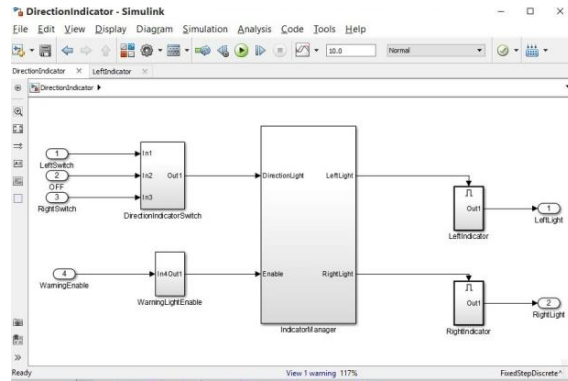 DirectionIndicator - Simulink
File Edit View Display Diagram Simulation Analysis Code Tools Help
10.0 Normal
DirectionIndicator × LeftIndicator ×
DirectionIndicator
1
LeftSwitch
2
OFF
3
RightSwitch
In1
In2 Out1
In3
DirectionIndicatorSwitch
DirectionLight LeftLight
Enable RightLight
IndicatorManager
Out1
LeftIndicator
1
LeftLight
4
WarningEnable
In4 Out1
WarningLightEnable
Out1
RightIndicator
2
RightLight
Ready View 1 warning 117% FixedStepDiscrete